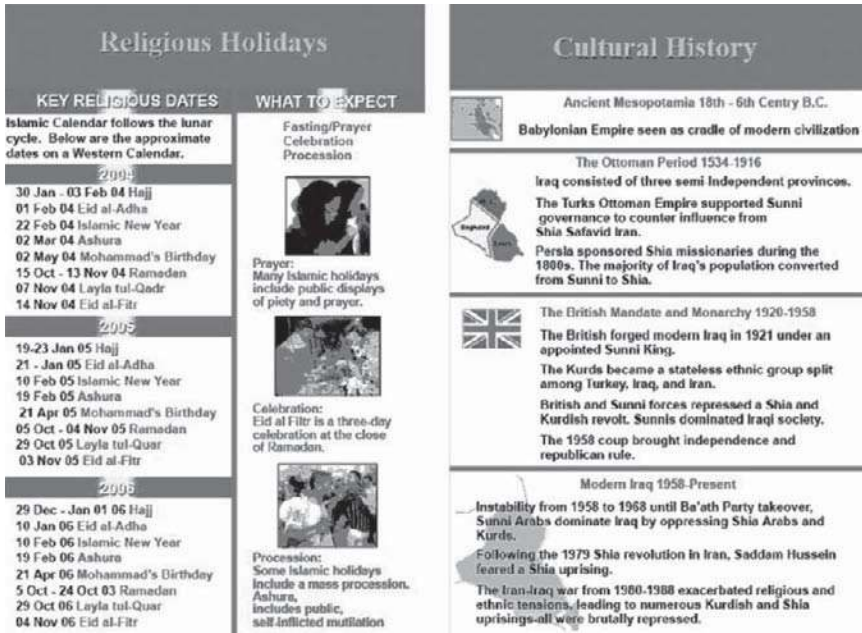 Religious Holidays
KEY RELIGIOUS DATES
Islamic Calendar follows the lunar
cycle. Below are the approximate
dates on a Western Calendar.
2004
30 Jan - 03 Feb 04 Hajj
01 Feb 04 Eid al-Adha
22 Feb 04 Islamic New Year
02 Mar 04 Ashura
02 May 04 Mohammad's Birthday
15 Oct - 13 Nov 04 Ramadan
07 Nov 04 Layla tul-Qadr
14 Nov 04 Eid al-Fitr
2005
19-23 Jan 05 Hajj
21 - Jan 05 Eid al-Adha
10 Feb 05 Islamic New Year
19 Feb 05 Ashura
21 Apr 05 Mohammad's Birthday
05 Oct - 04 Nov 05 Ramadan
29 Oct 05 Layla tul-Quar
03 Nov 05 Eid al-Fitr
2006
29 Dec - Jan 01 06 Hajj
10 Jan 06 Eid al-Adha
10 Feb 06 Islamic New Year
19 Feb 06 Ashura
21 Apr 06 Mohammad's Birthday
5 Oct - 24 Oct 03 Ramadan
29 Oct 06 Layla tul-Quar
04 Nov 06 Eid al-Fitr
WHAT TO EXPECT
Fasting/Prayer
Celebration
Procession
Prayer:
Many Islamic holidays
include public displays
of piety and prayer.
Celebration:
Eid al Fitr is a three-day
celebration at the close
of Ramadan.
Procession:
Some Islamic holidays
Include a mass procession.
Ashura,
includes public,
self-inflicted mutilation
Cultural History
Ancient Mesopotamia 18th - 6th Centry B.C.
Babylonian Empire seen as cradle of modern civilization
The Ottoman Period 1534-1916
Iraq consisted of three semi Independent provinces.
The Turks Ottoman Empire supported Sunni
governance to counter influence from
Shia Safavid Iran.
Persia sponsored Shia missionaries during the
1800s. The majority of Iraq's population converted
from Sunni to Shia.
Baghdad
The British Mandate and Monarchy 1920-1958
The British forged modern Iraq in 1921 under an
appointed Sunni King.
The Kurds became a stateless ethnic group split
among Turkey, Iraq, and Iran.
British and Sunni forces repressed a Shia and
Kurdish revolt. Sunnis dominated Iraqi society.
The 1958 coup brought independence and
republican rule.
Modern Iraq 1958-Present
Instability from 1958 to 1968 until Ba'ath Party takeover,
Sunni Arabs dominate Iraq by oppressing Shia Arabs and
Kurds.
Following the 1979 Shia revolution in Iran, Saddam Hussein
feared a Shia uprising.
The Iran-Iraq war from 1980-1988 exacerbated religious and
ethnic tensions, leading to numerous Kurdish and Shia
uprisings-all were brutally repressed.